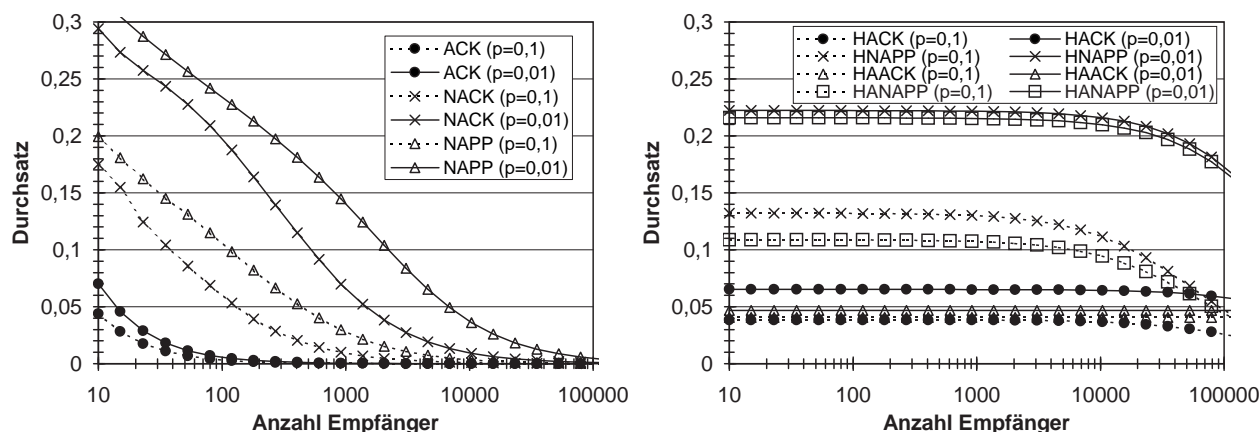 0,3
0,25
0,2
0,15
0,1
0,05
0
Durchsatz
ACK (p=0,1)
ACK (p=0,01)
NACK (p=0,1)
NACK (p=0,01)
NAPP (p=0,1)
NAPP (p=0,01)
10 100 1000 10000 100000
Anzahl Empfänger
0,3
0,25
0,2
0,15
0,1
0,05
0
Durchsatz
HACK (p=0,1) HACK (p=0,01)
HNAPP (p=0,1) HNAPP (p=0,01)
HAACK (p=0,1) HAACK (p=0,01)
HANAPP (p=0,1) HANAPP (p=0,01)
10 100 1000 10000 100000
Anzahl Empfänger